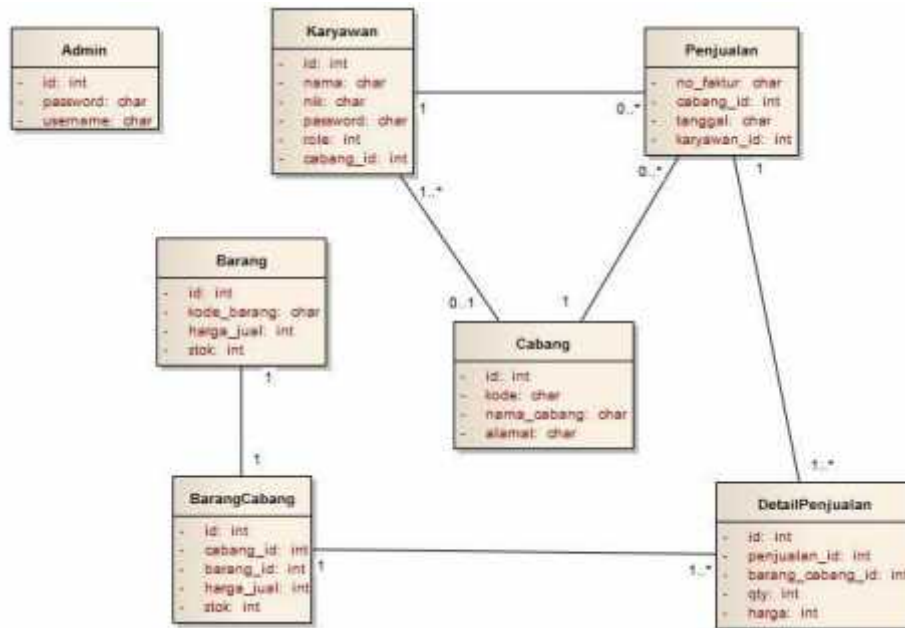 Admin
- id: int
- password: char
- username: char
Karyawan
- id: int
- nama: char
- nik: char
- password: char
- role: int
- cabang_id: int
Penjualan
- no_faktur: char
- cabang_id: int
- tanggal: char
- karyawan_id: int
1
0..*
1..*
0..*
1
Barang
- id: int
- kode_barang: char
- harga_jual: int
- stok: int
0..1
1
Cabang
- id: int
- kode: char
- nama_cabang: char
- alamat: char
1
1
1..*
BarangCabang
- id: int
- cabang_id: int
- barang_id: int
- harga_jual: int
- stok: int
1
1..*
DetailPenjualan
- id: int
- penjualan_id: int
- barang_cabang_id: int
- qty: int
- harga: int